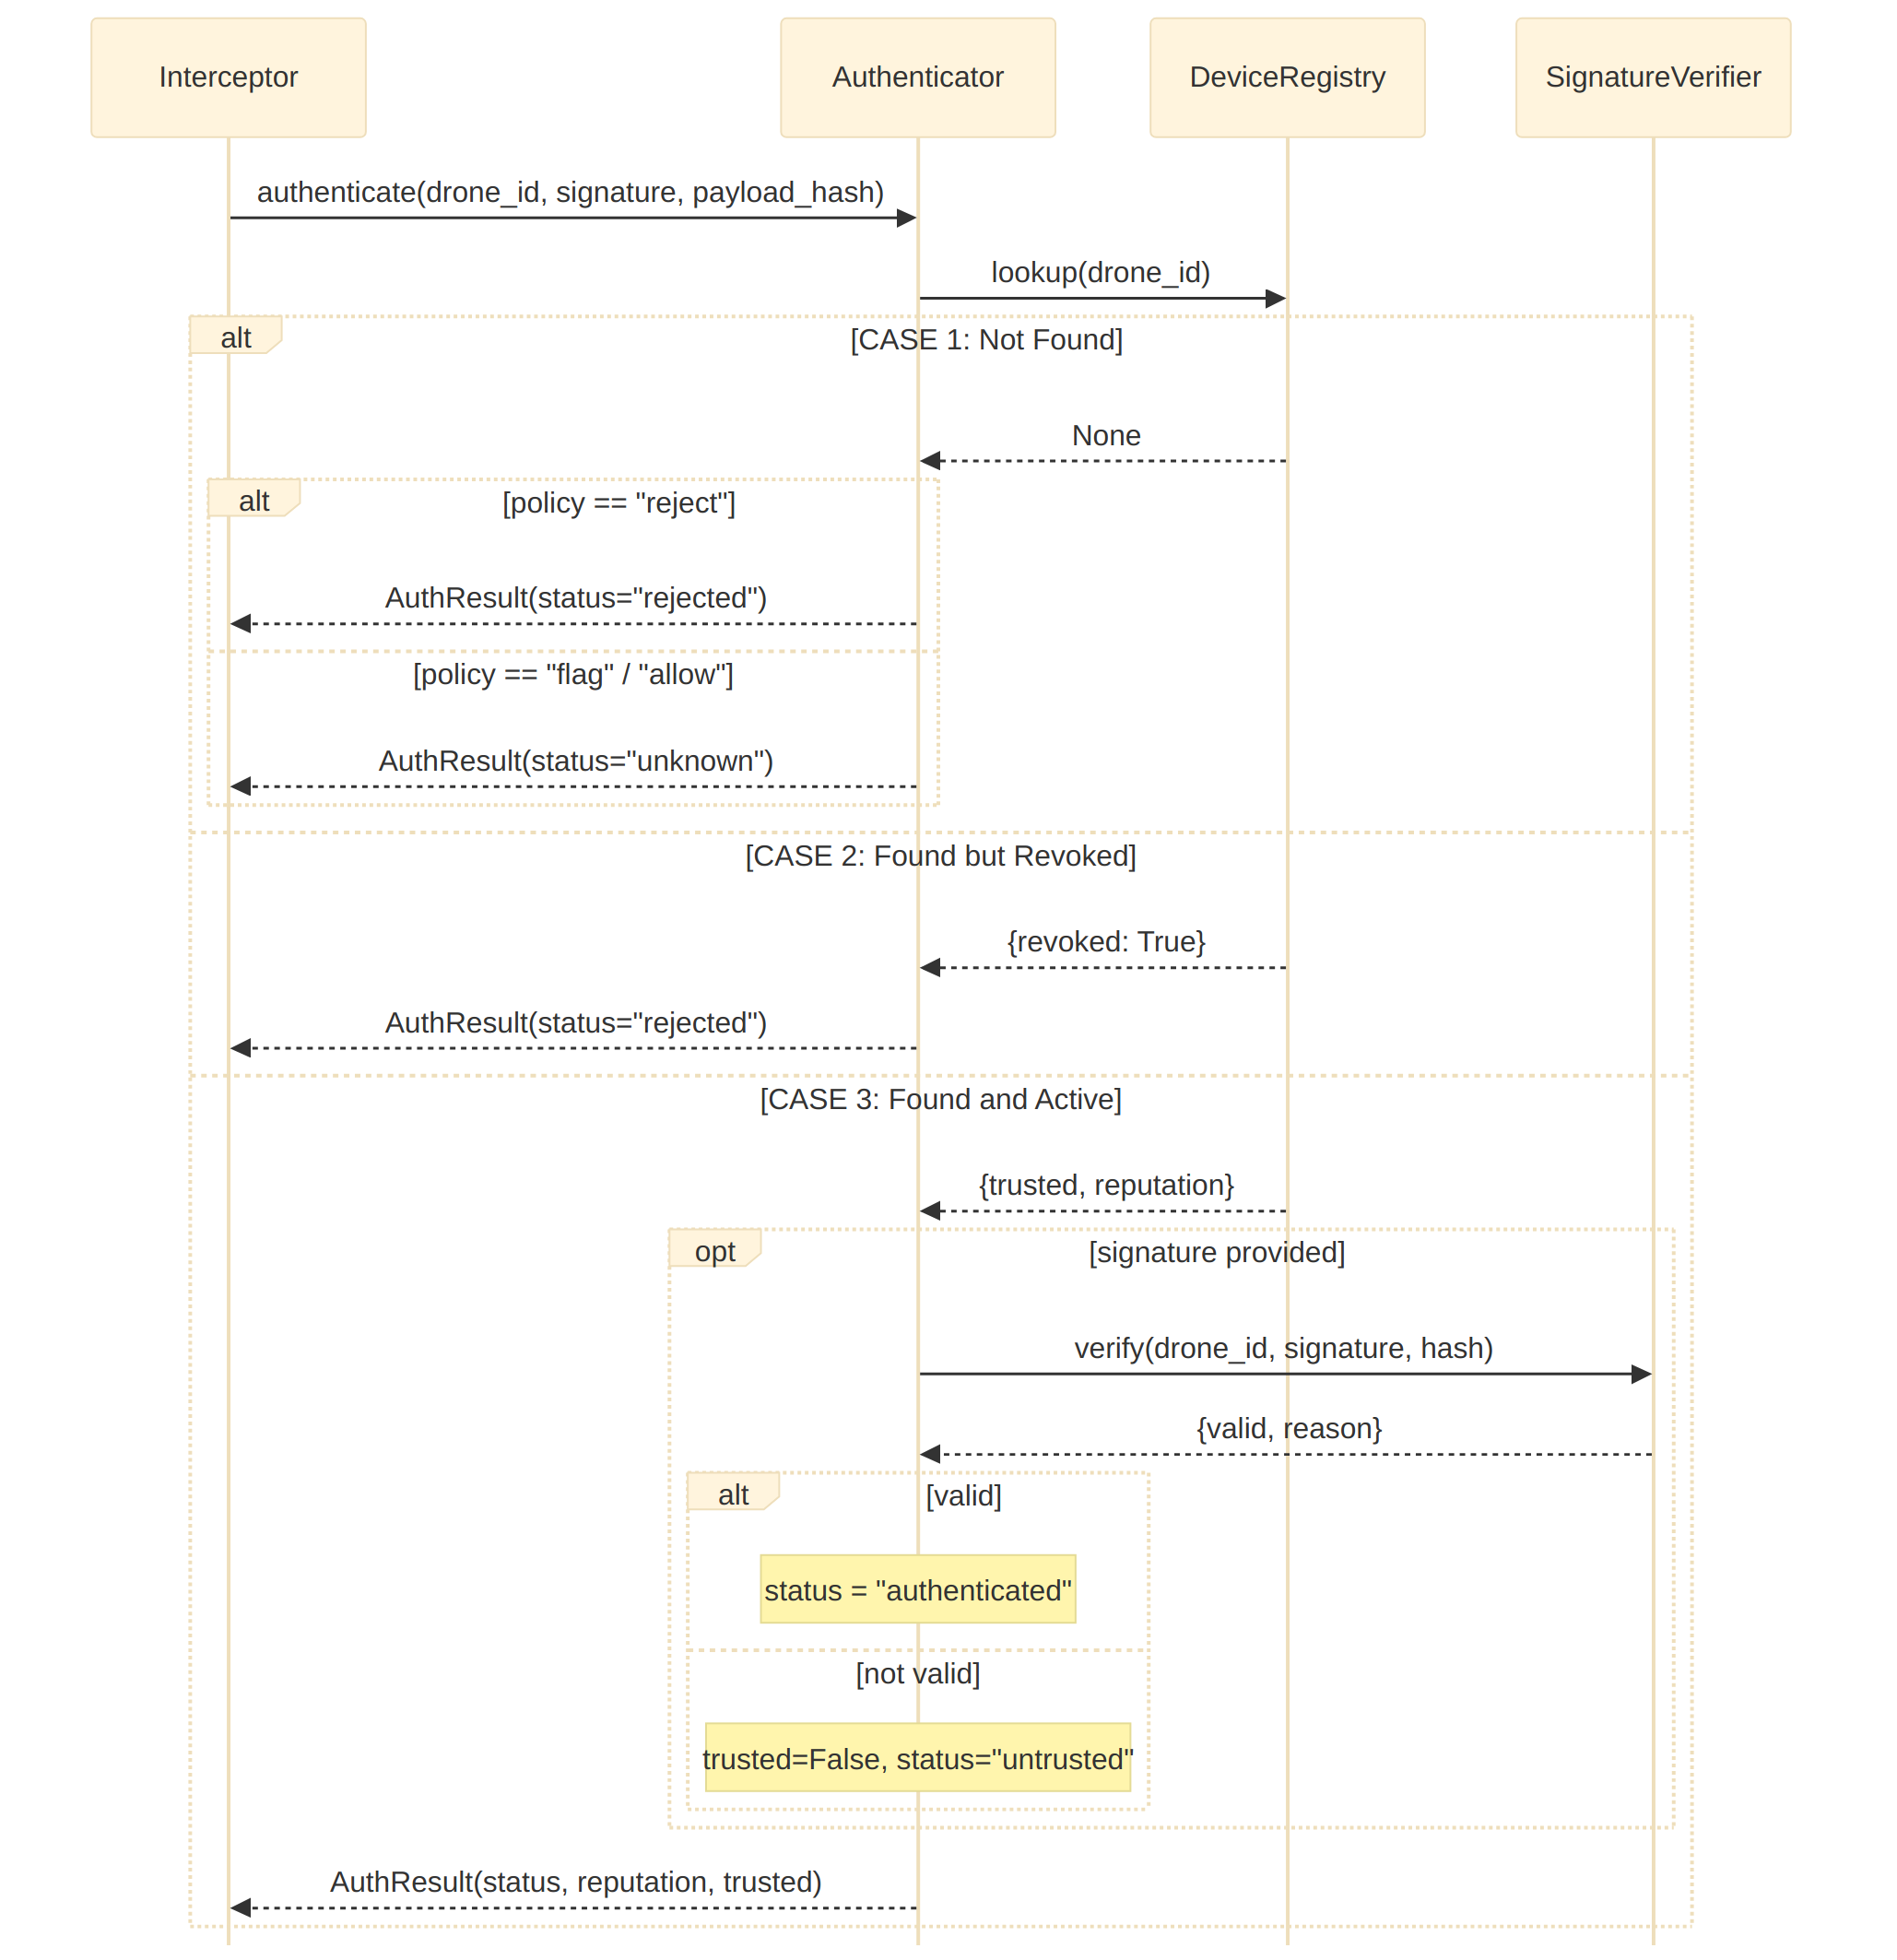 Interceptor
Authenticator
DeviceRegistry
SignatureVerifier
authenticate(drone_id, signature, payload_hash)
lookup(drone_id)
alt
[CASE 1: Not Found]
None
alt
[policy == "reject"]
AuthResult(status="rejected")
[policy == "flag" / "allow"]
AuthResult(status="unknown")
[CASE 2: Found but Revoked]
{revoked: True}
AuthResult(status="rejected")
[CASE 3: Found and Active]
{trusted, reputation}
opt
[signature provided]
verify(drone_id, signature, hash)
{valid, reason}
alt
[valid]
status = "authenticated"
[not valid]
trusted=False, status="untrusted"
AuthResult(status, reputation, trusted)